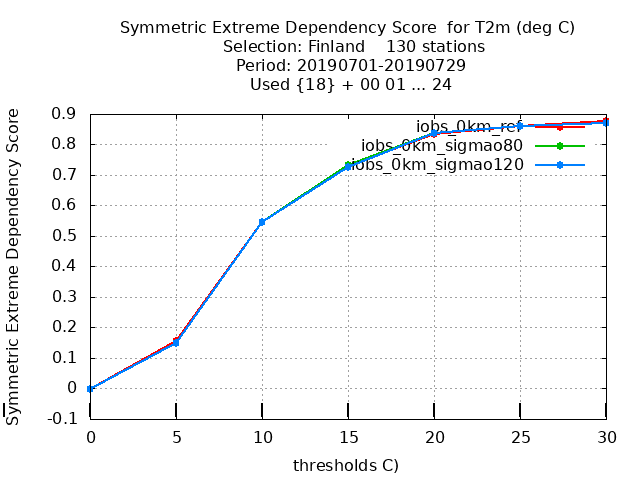 Symmetric Extreme Dependency Score for T2m (deg C)
Selection: Finland 130 stations
Period: 20190701-20190729
Used {18} + 00 01 ... 24
Symmetric Extreme Dependency Score
0.9
0.8
0.7
0.6
0.5
0.4
0.3
0.2
0.1
0
-0.1
iobs_0km_ref
iobs_0km_sigmao80
iobs_0km_sigmao120
0 5 10 15 20 25 30
thresholds C)